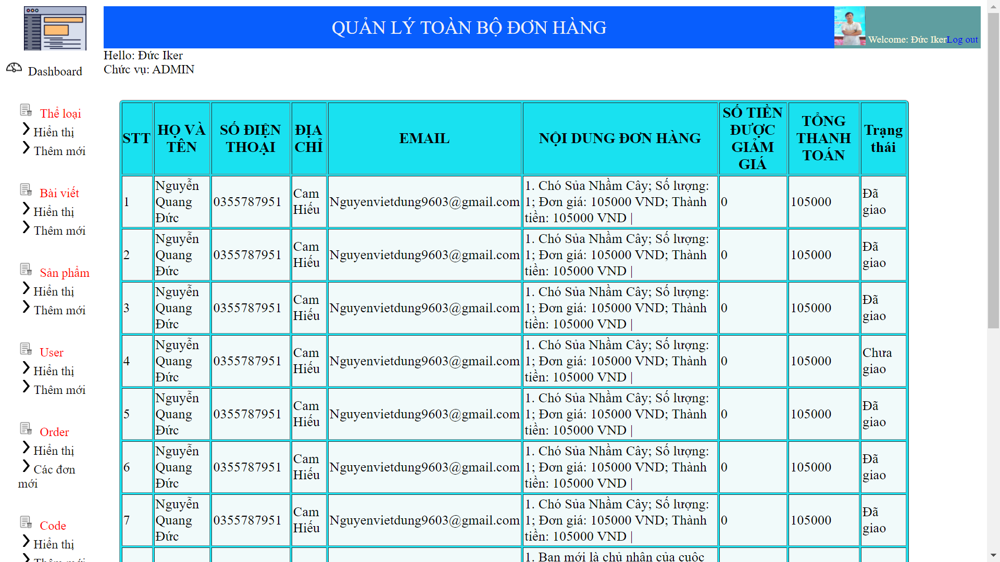 QUẢN LÝ TOÀN BỘ ĐƠN HÀNG
Welcome: Đức IkerLog out
Hello: Đức Iker
Chức vụ: ADMIN
Dashboard
Thể loại
Hiển thị
Thêm mới
Bài viết
Hiển thị
Thêm mới
Sản phẩm
Hiển thị
Thêm mới
User
Hiển thị
Thêm mới
Order
Hiển thị
Các đơn
mới
Code
Hiển thị
Thêm mới
STT HỌ VÀ TÊN SỐ ĐIỆN THOẠI ĐỊA CHỈ EMAIL NỘI DUNG ĐƠN HÀNG SỐ TIỀN ĐƯỢC GIẢM GIÁ TỔNG THANH TOÁN Trạng thái
1 Nguyễn Quang Đức 0355787951 Cam Hiếu Nguyenvietdung9603@gmail.com 1. Chó Sủa Nhầm Cây; Số lượng: 1; Đơn giá: 105000 VND; Thành tiền: 105000 VND | 0 105000 Đã giao
2 Nguyễn Quang Đức 0355787951 Cam Hiếu Nguyenvietdung9603@gmail.com 1. Chó Sủa Nhầm Cây; Số lượng: 1; Đơn giá: 105000 VND; Thành tiền: 105000 VND | 0 105000 Đã giao
3 Nguyễn Quang Đức 0355787951 Cam Hiếu Nguyenvietdung9603@gmail.com 1. Chó Sủa Nhầm Cây; Số lượng: 1; Đơn giá: 105000 VND; Thành tiền: 105000 VND | 0 105000 Đã giao
4 Nguyễn Quang Đức 0355787951 Cam Hiếu Nguyenvietdung9603@gmail.com 1. Chó Sủa Nhầm Cây; Số lượng: 1; Đơn giá: 105000 VND; Thành tiền: 105000 VND | 0 105000 Chưa giao
5 Nguyễn Quang Đức 0355787951 Cam Hiếu Nguyenvietdung9603@gmail.com 1. Chó Sủa Nhầm Cây; Số lượng: 1; Đơn giá: 105000 VND; Thành tiền: 105000 VND | 0 105000 Đã giao
6 Nguyễn Quang Đức 0355787951 Cam Hiếu Nguyenvietdung9603@gmail.com 1. Chó Sủa Nhầm Cây; Số lượng: 1; Đơn giá: 105000 VND; Thành tiền: 105000 VND | 0 105000 Đã giao
7 Nguyễn Quang Đức 0355787951 Cam Hiếu Nguyenvietdung9603@gmail.com 1. Chó Sủa Nhầm Cây; Số lượng: 1; Đơn giá: 105000 VND; Thành tiền: 105000 VND | 0 105000 Đã giao
1. Bạn mới là chủ nhân của cuộc